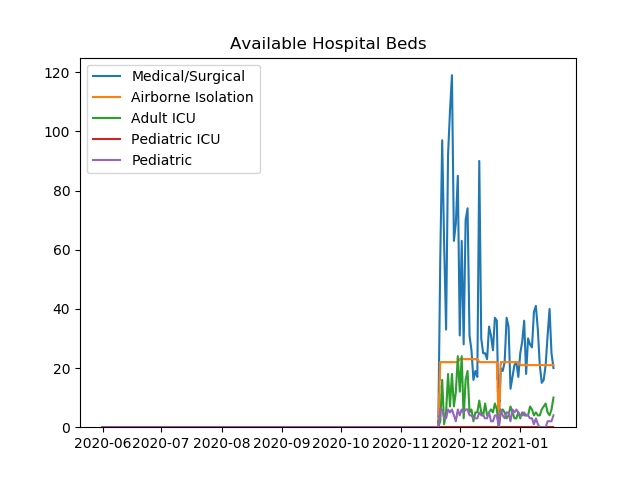 Available Hospital Beds
120
100
80
60
40
20
0
Medical/Surgical
Airborne Isolation
Adult ICU
Pediatric ICU
Pediatric
2020-06 2020-07 2020-08 2020-09 2020-10 2020-11 2020-12 2021-01